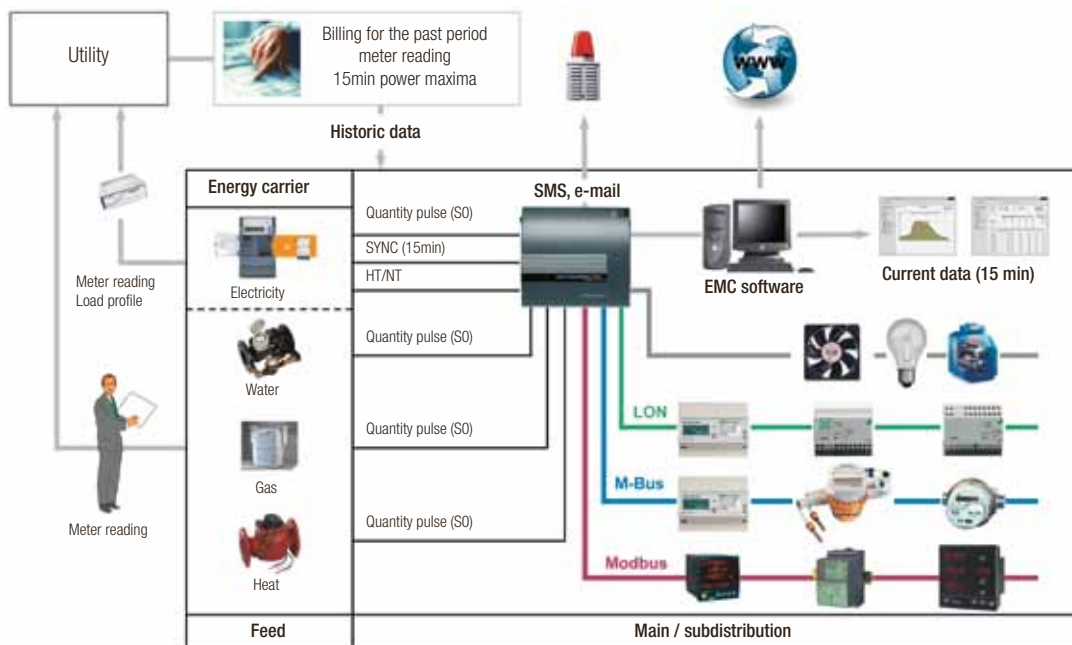 Utility
Billing for the past period
meter reading
15min power maxima
Historic data
WWW
Energy carrier
SMS, e-mail
Quantity pulse (S0)
SYNC (15min)
HT/NT
Electricity
Meter reading
Load profile
EMC software
Current data (15 min)
Quantity pulse (S0)
Water
LON
Quantity pulse (S0)
Gas
M-Bus
Meter reading
Quantity pulse (S0)
Heat
Modbus
Feed
Main / subdistribution